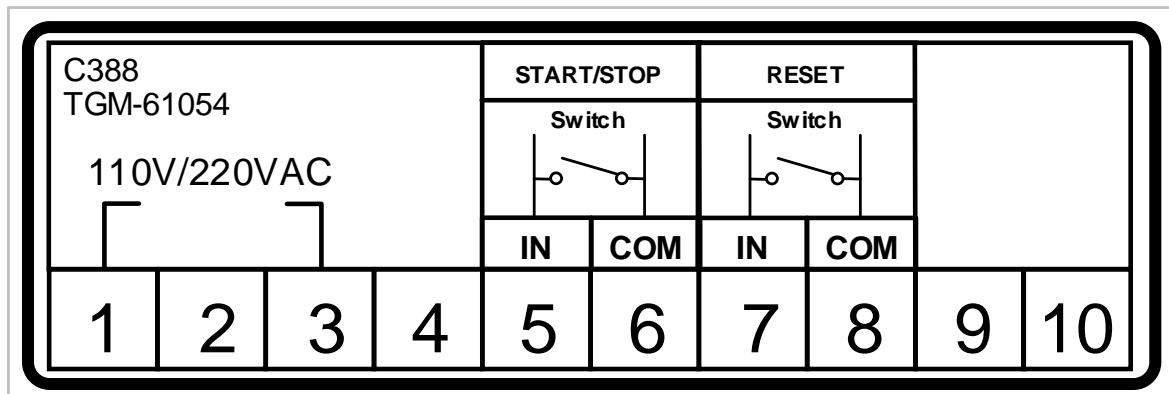 C388
TGM-61054
110V/220VAC
START/STOP
RESET
Switch
Switch
IN
COM
IN
COM
1
2
3
4
5
6
7
8
9
10